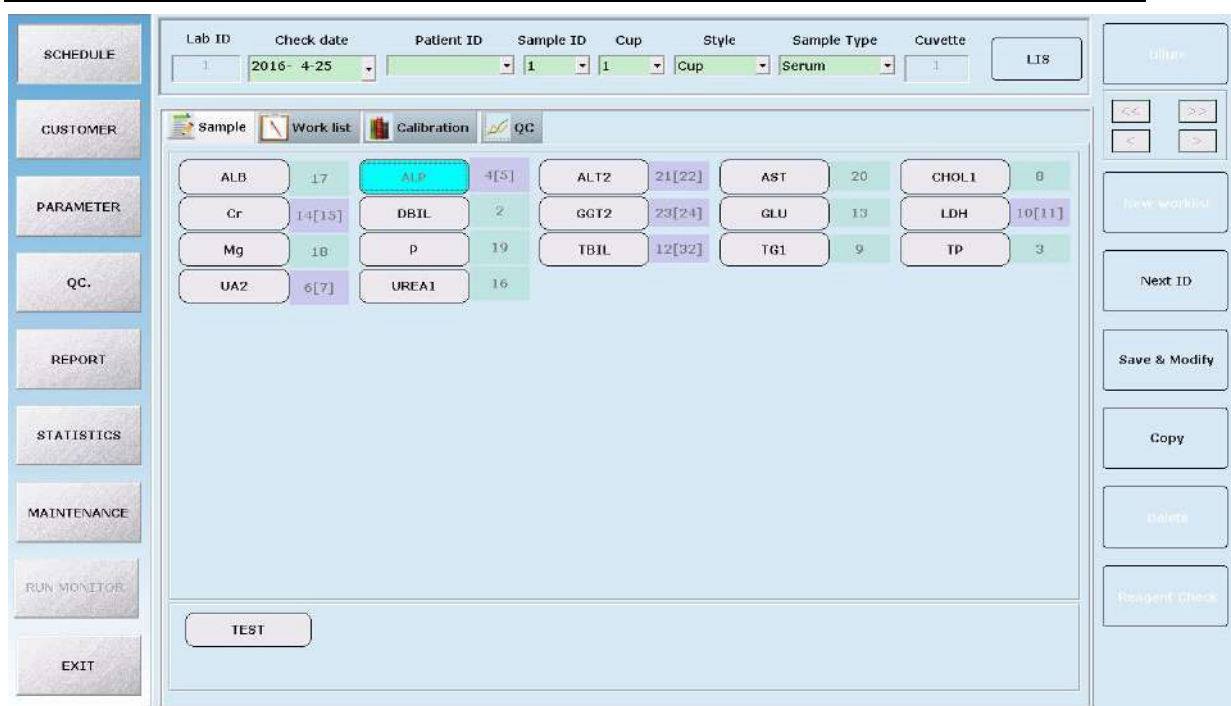 SCHEDULE
CUSTOMER
PARAMETER
QC.
REPORT
STATISTICS
MAINTENANCE
RUN MONITOR
EXIT
Lab ID Check date Patient ID Sample ID Cup Style Sample Type Cuvette
1 2016- 4-25 1 1 Cup Serum 1 LIS
Sample Work list Calibration QC
ALB 17 ALP 4[5] ALT2 21[22] AST 20 CHOL1 8
Cr 14[15] DBIL 2 GGT2 23[24] GLU 13 LDH 10[11]
Mg 18 P 19 TBIL 12[32] TG1 9 TP 3
UA2 6[7] UREA1 16
TEST
Dilute
<< >>
< >
New worklist
Next ID
Save & Modify
Copy
Delete
Reagent Check